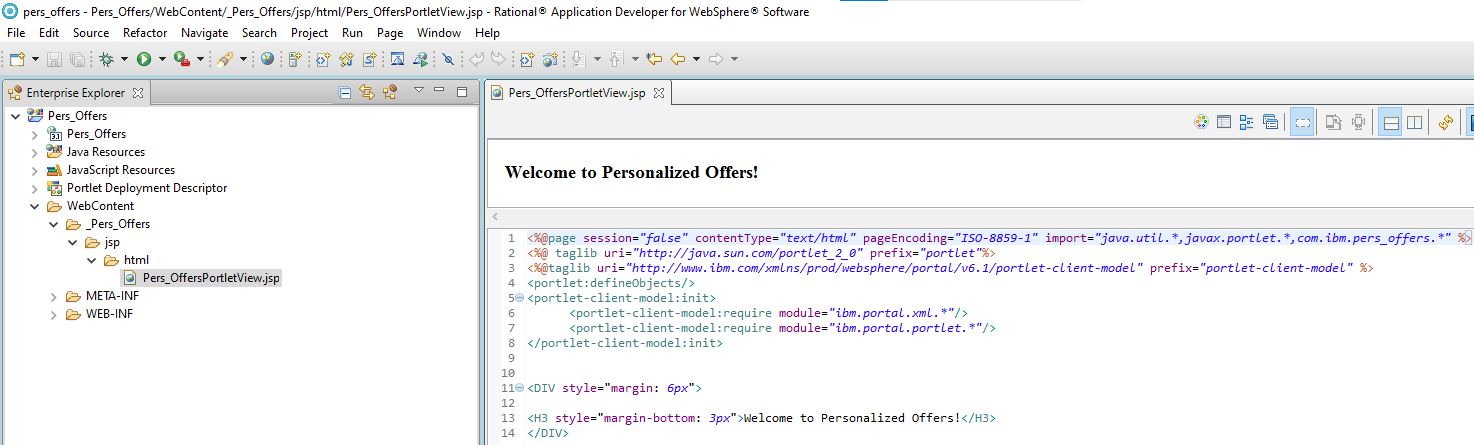 pers_offers - Pers_Offers/WebContent/_Pers_Offers/jsp/html/Pers_OffersPortletView.jsp - Rational® Application Developer for WebSphere® Software
File Edit Source Refactor Navigate Search Project Run Page Window Help
Enterprise Explorer
Pers_Offers
Pers_Offers
Java Resources
JavaScript Resources
Portlet Deployment Descriptor
WebContent
_Pers_Offers
jsp
html
Pers_OffersPortletView.jsp
META-INF
WEB-INF
Pers_OffersPortletView.jsp
Welcome to Personalized Offers!
1 <%@page session="false" contentType="text/html" pageEncoding="ISO-8859-1" import="java.util.*,javax.portlet.*,com.ibm.pers_offers.*" %>
2 <%@ taglib uri="http://java.sun.com/portlet_2_0" prefix="portlet"%>
3 <%@taglib uri="http://www.ibm.com/xmlns/prod/websphere/portal/v6.1/portlet-client-model" prefix="portlet-client-model" %>
4 <portlet:defineObjects/>
5 <portlet-client-model:init>
6 <portlet-client-model:require module="ibm.portal.xml.*"/>
7 <portlet-client-model:require module="ibm.portal.portlet.*"/>
8 </portlet-client-model:init>
9
10
11 <DIV style="margin: 6px">
12
13 <H3 style="margin-bottom: 3px">Welcome to Personalized Offers!</H3>
14 </DIV>